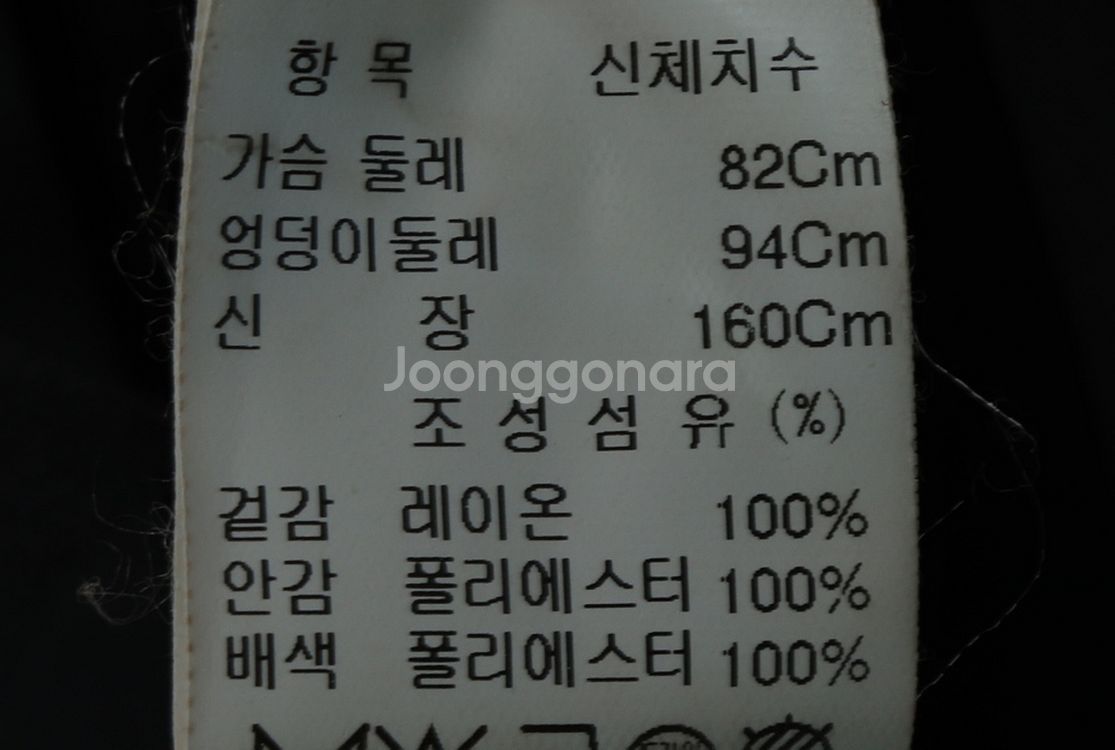 항 목 신체치수
가슴 둘레 82Cm
엉덩이둘레 94Cm
신 장 160Cm
Joonggonara
조 성 섬 유 (%)
겉감 레이온 100%
안감 폴리에스터 100%
배색 폴리에스터 100%